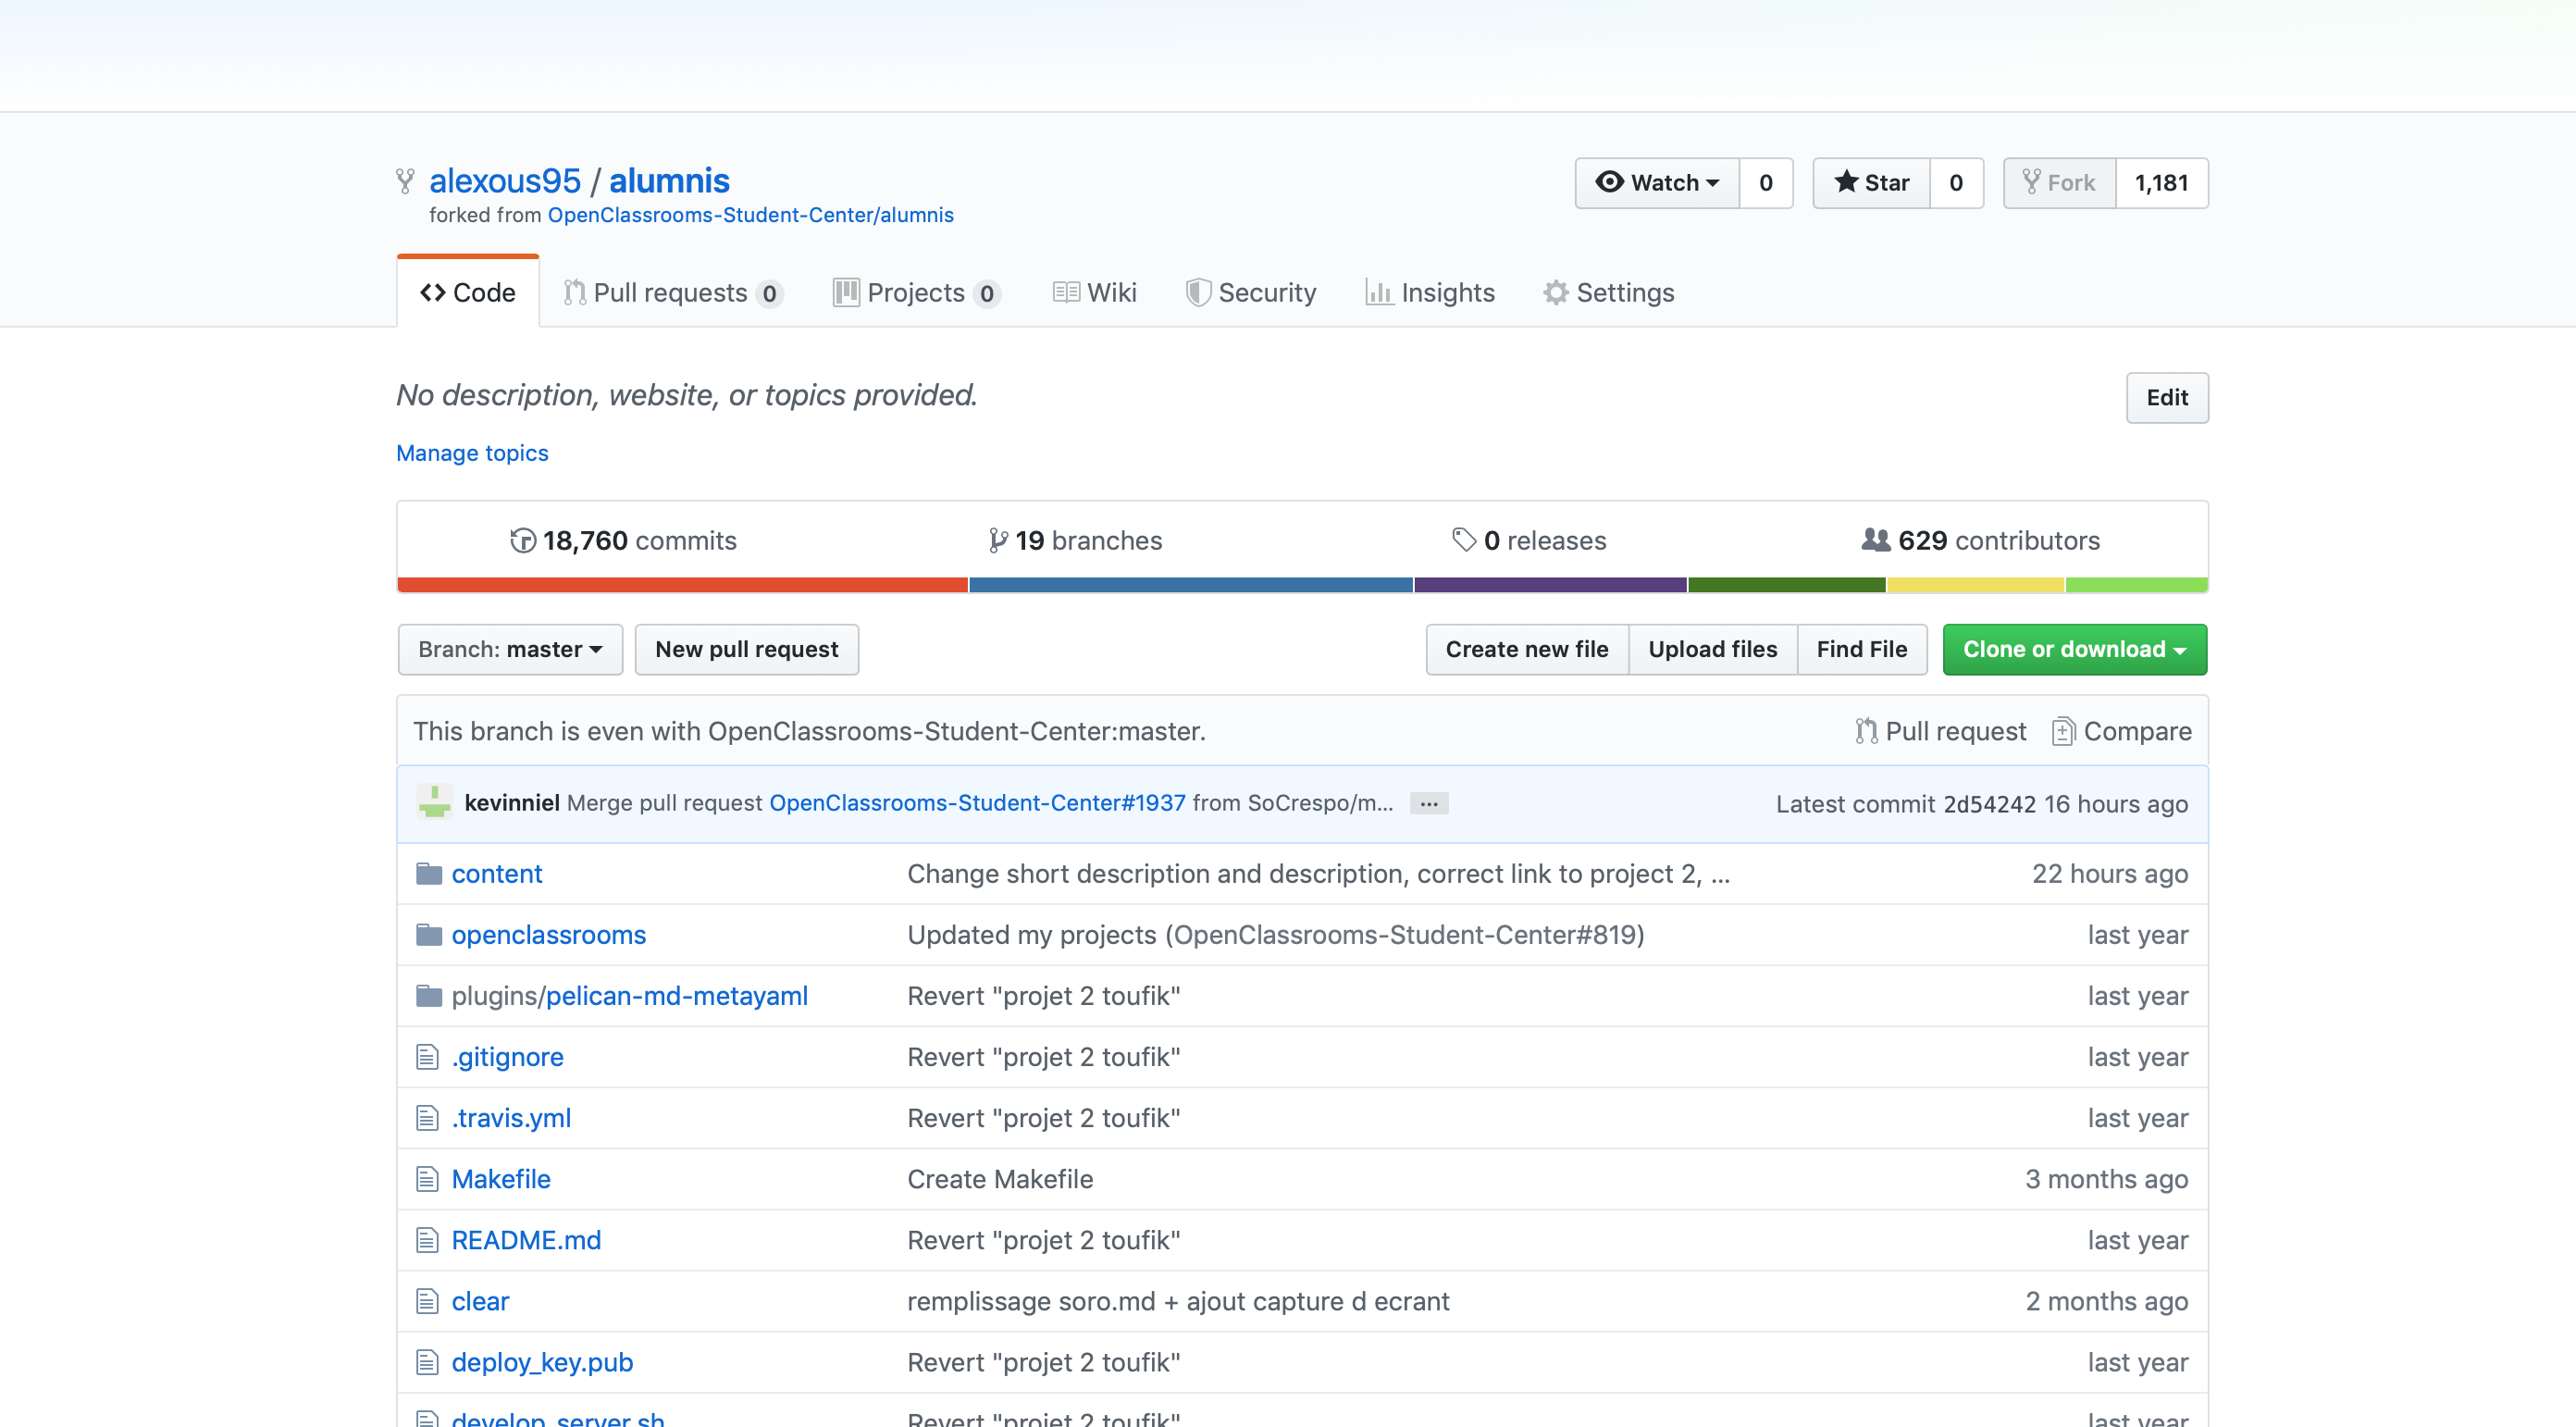 alexous95 / alumnis
forked from OpenClassrooms-Student-Center/alumnis
Watch 0 Star 0 Fork 1,181
Code Pull requests 0 Projects 0 Wiki Security Insights Settings
No description, website, or topics provided. Edit
Manage topics
18,760 commits 19 branches 0 releases 629 contributors
Branch: master New pull request Create new file Upload files Find File Clone or download
This branch is even with OpenClassrooms-Student-Center:master. Pull request Compare
kevinniel Merge pull request OpenClassrooms-Student-Center#1937 from SoCrespo/m... ... Latest commit 2d54242 16 hours ago
content Change short description and description, correct link to project 2, ... 22 hours ago
openclassrooms Updated my projects (OpenClassrooms-Student-Center#819) last year
plugins/pelican-md-metayaml Revert "projet 2 toufik" last year
.gitignore Revert "projet 2 toufik" last year
.travis.yml Revert "projet 2 toufik" last year
Makefile Create Makefile 3 months ago
README.md Revert "projet 2 toufik" last year
clear remplissage soro.md + ajout capture d ecrant 2 months ago
deploy_key.pub Revert "projet 2 toufik" last year
develop_server.sh Revert "projet 2 toufik" last year